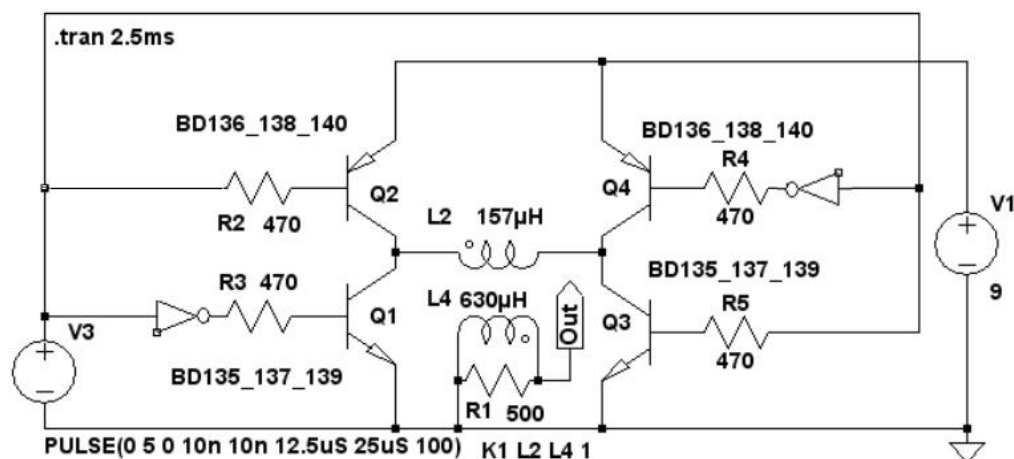 .tran 2.5ms
BD136_138_140
BD136_138_140
R4
Q2
Q4
R2 470
L2 157µH
470
V1
R3 470
BD135_137_139
L4 630µH
R5
V3
Q1
Out
Q3
9
470
BD135_137_139
R1 500
PULSE(0 5 0 10n 10n 12.5uS 25uS 100) K1 L2 L4 1